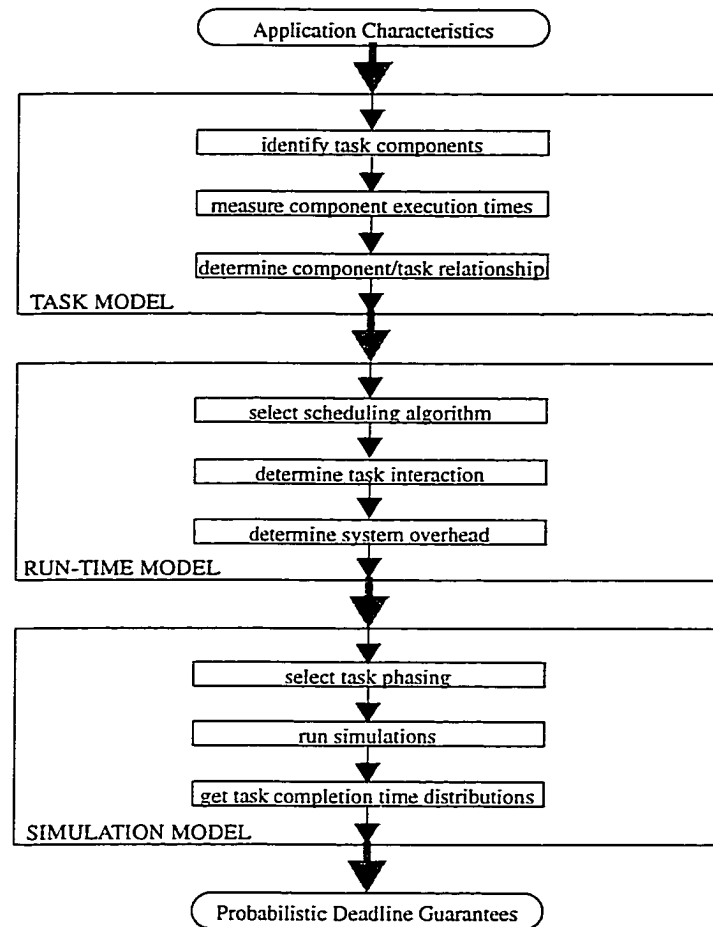 Application Characteristics
identify task components
measure component execution times
determine component/task relationship
TASK MODEL
select scheduling algorithm
determine task interaction
determine system overhead
RUN-TIME MODEL
select task phasing
run simulations
get task completion time distributions
SIMULATION MODEL
Probabilistic Deadline Guarantees